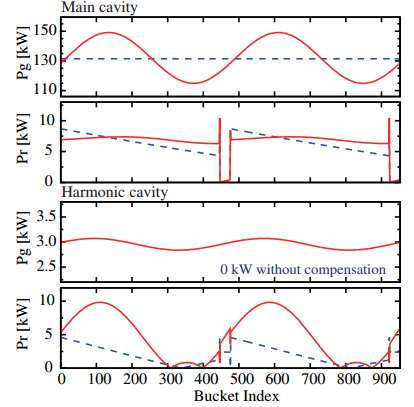 Main cavity
Pg [kW]
150
130
110
Pr [kW]
10
5
0
Harmonic cavity
Pg [kW]
3.5
3.0
2.5
0 kW without compensation
Pr [kW]
10
5
0
0 100 200 300 400 500 600 700 800 900
Bucket Index